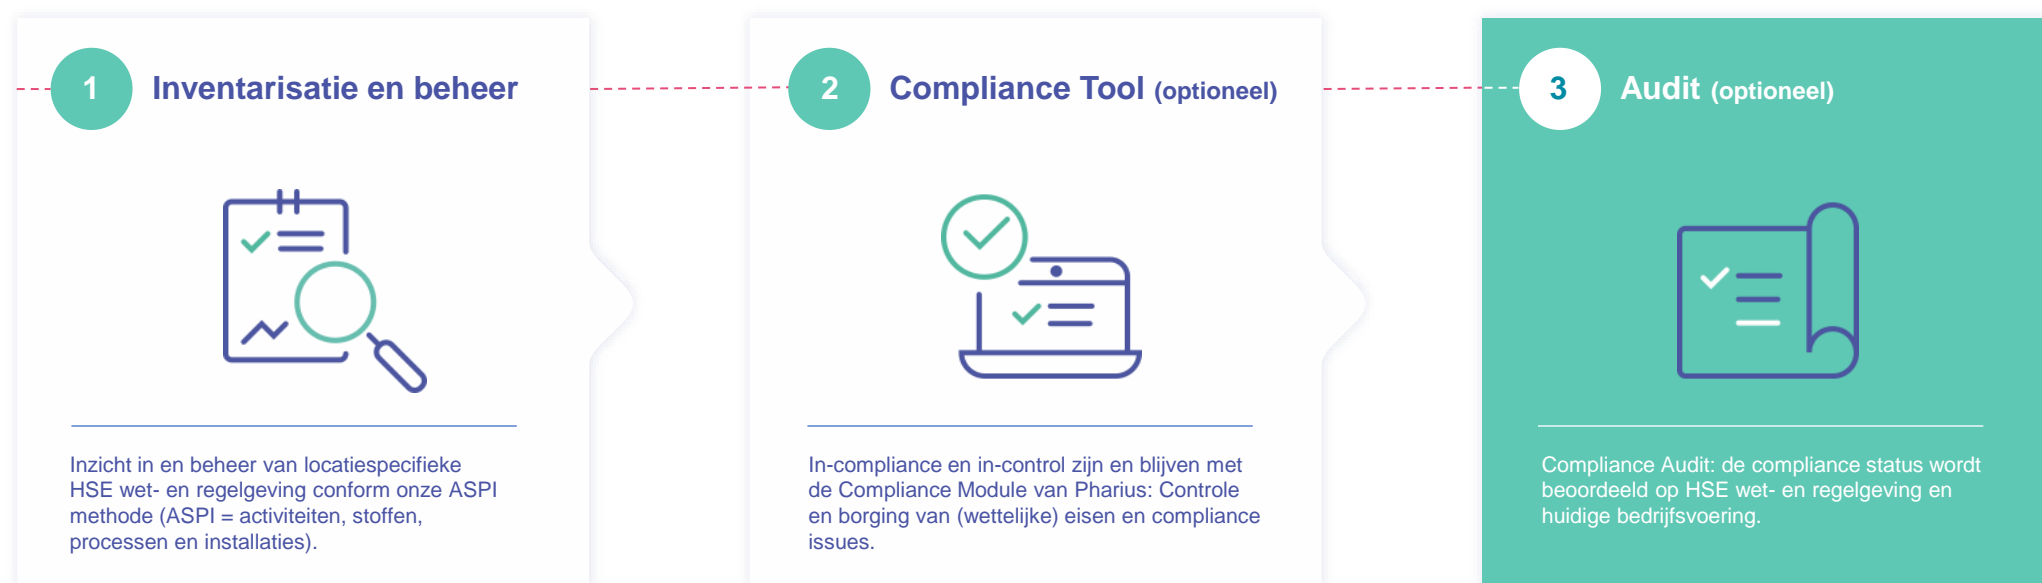 1
Inventarisatie en beheer
Inzicht in en beheer van locatiespecifieke
HSE wet- en regelgeving conform onze ASPI
methode (ASPI = activiteiten, stoffen,
processen en installaties).
2
Compliance Tool (optioneel)
In-compliance en in-control zijn en blijven met
de Compliance Module van Pharius: Controle
en borging van (wettelijke) eisen en compliance
issues.
3
Audit (optioneel)
Compliance Audit: de compliance status wordt
beoordeeld op HSE wet- en regelgeving en
huidige bedrijfsvoering.